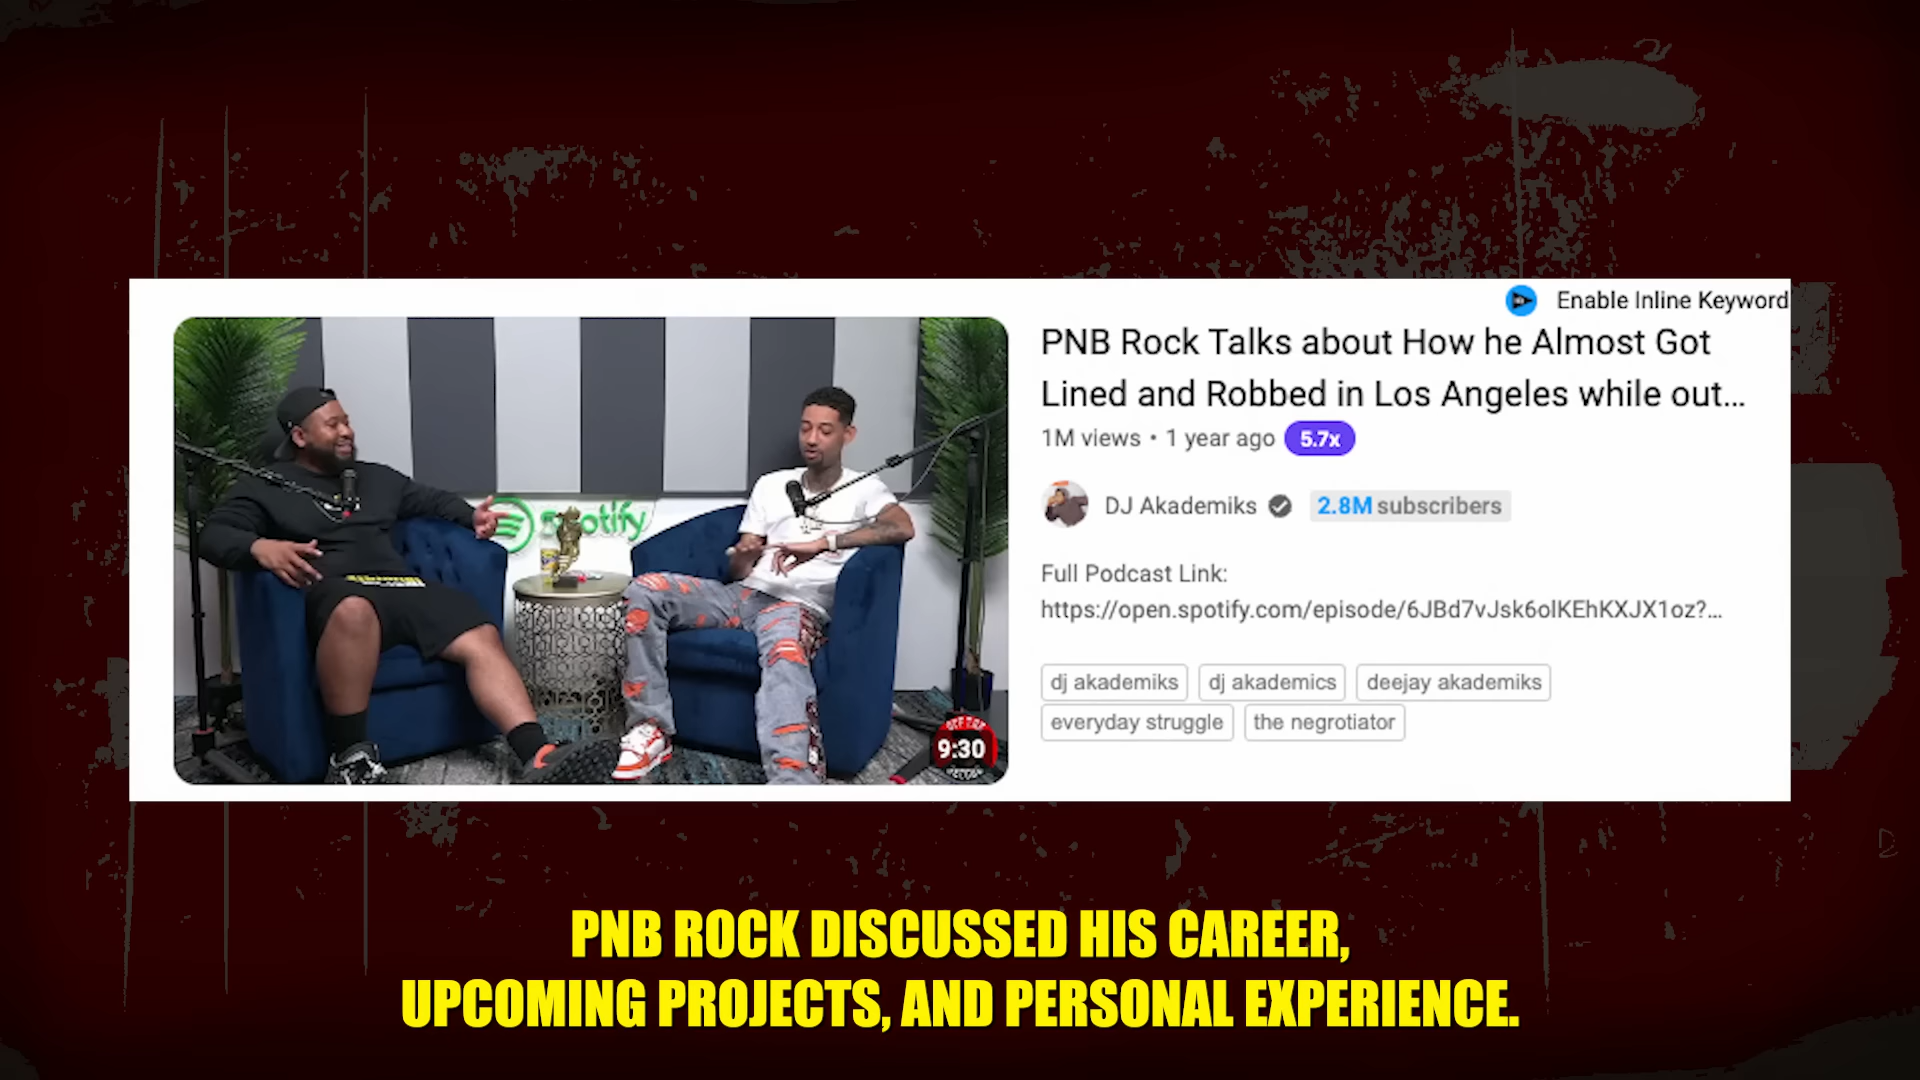 Enable Inline Keyword
PNB Rock Talks about How he Almost Got
Lined and Robbed in Los Angeles while out...
1M views • 1 year ago 5.7x
DJ Akademiks 2.8M subscribers
Full Podcast Link:
https://open.spotify.com/episode/6JBd7vJsk6olKEhKXJX1oz?...
dj akademiks dj akademics deejay akademiks
everyday struggle the negrotiator
Spotify
9:30
PNB ROCK DISCUSSED HIS CAREER,
UPCOMING PROJECTS, AND PERSONAL EXPERIENCE.